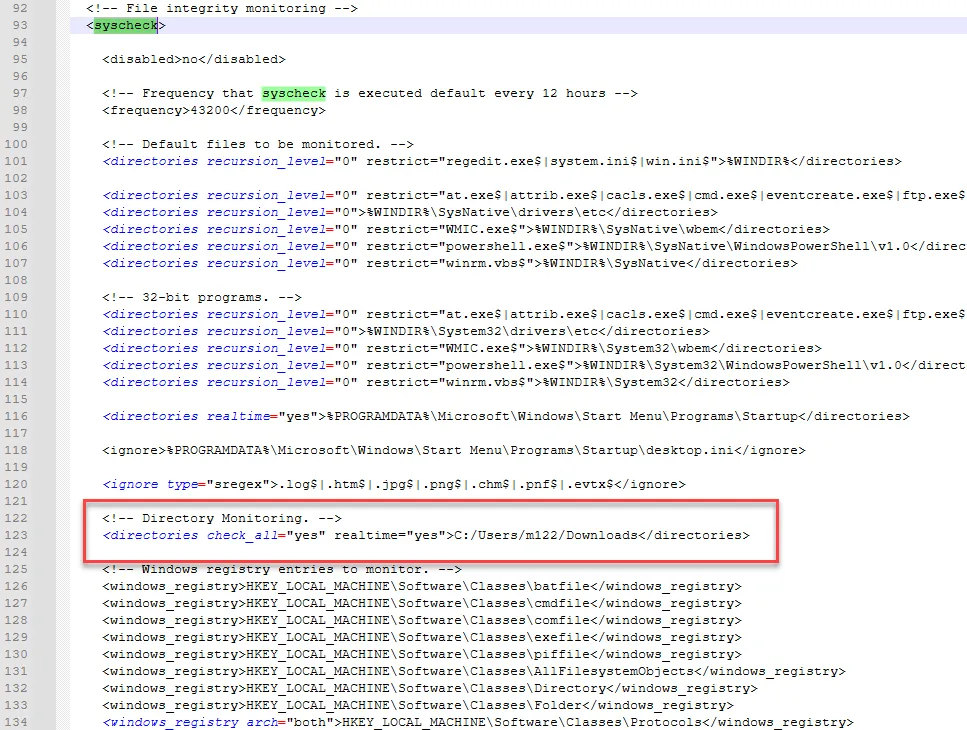 92 <!-- File integrity monitoring -->
93 <syscheck>
94
95 <disabled>no</disabled>
96
97 <!-- Frequency that syscheck is executed default every 12 hours -->
98 <frequency>43200</frequency>
99
100 <!-- Default files to be monitored. -->
101 <directories recursion_level="0" restrict="regedit.exe$|system.ini$|win.ini$">%WINDIR%</directories>
102
103 <directories recursion_level="0" restrict="at.exe$|attrib.exe$|cacls.exe$|cmd.exe$|eventcreate.exe$|ftp.exe$
104 <directories recursion_level="0">%WINDIR%\SysNative\drivers\etc</directories>
105 <directories recursion_level="0" restrict="WMIC.exe$">%WINDIR%\SysNative\wbem</directories>
106 <directories recursion_level="0" restrict="powershell.exe$">%WINDIR%\SysNative\WindowsPowerShell\v1.0</direc
107 <directories recursion_level="0" restrict="winrm.vbs$">%WINDIR%\SysNative</directories>
108
109 <!-- 32-bit programs. -->
110 <directories recursion_level="0" restrict="at.exe$|attrib.exe$|cacls.exe$|cmd.exe$|eventcreate.exe$|ftp.exe$
111 <directories recursion_level="0">%WINDIR%\System32\drivers\etc</directories>
112 <directories recursion_level="0" restrict="WMIC.exe$">%WINDIR%\System32\wbem</directories>
113 <directories recursion_level="0" restrict="powershell.exe$">%WINDIR%\System32\WindowsPowerShell\v1.0</direct
114 <directories recursion_level="0" restrict="winrm.vbs$">%WINDIR%\System32</directories>
115
116 <directories realtime="yes">%PROGRAMDATA%\Microsoft\Windows\Start Menu\Programs\Startup</directories>
117
118 <ignore>%PROGRAMDATA%\Microsoft\Windows\Start Menu\Programs\Startup\desktop.ini</ignore>
119
120 <ignore type="sregex">.log$|.htm$|.jpg$|.png$|.chm$|.pnf$|.evtx$</ignore>
121
122 <!-- Directory Monitoring. -->
123 <directories check_all="yes" realtime="yes">C:/Users/m122/Downloads</directories>
124
125 <!-- Windows registry entries to monitor. -->
126 <windows_registry>HKEY_LOCAL_MACHINE\Software\Classes\batfile</windows_registry>
127 <windows_registry>HKEY_LOCAL_MACHINE\Software\Classes\cmdfile</windows_registry>
128 <windows_registry>HKEY_LOCAL_MACHINE\Software\Classes\comfile</windows_registry>
129 <windows_registry>HKEY_LOCAL_MACHINE\Software\Classes\exefile</windows_registry>
130 <windows_registry>HKEY_LOCAL_MACHINE\Software\Classes\piffile</windows_registry>
131 <windows_registry>HKEY_LOCAL_MACHINE\Software\Classes\AllFilesystemObjects</windows_registry>
132 <windows_registry>HKEY_LOCAL_MACHINE\Software\Classes\Directory</windows_registry>
133 <windows_registry>HKEY_LOCAL_MACHINE\Software\Classes\Folder</windows_registry>
134 <windows_registry arch="both">HKEY_LOCAL_MACHINE\Software\Classes\Protocols</windows_registry>